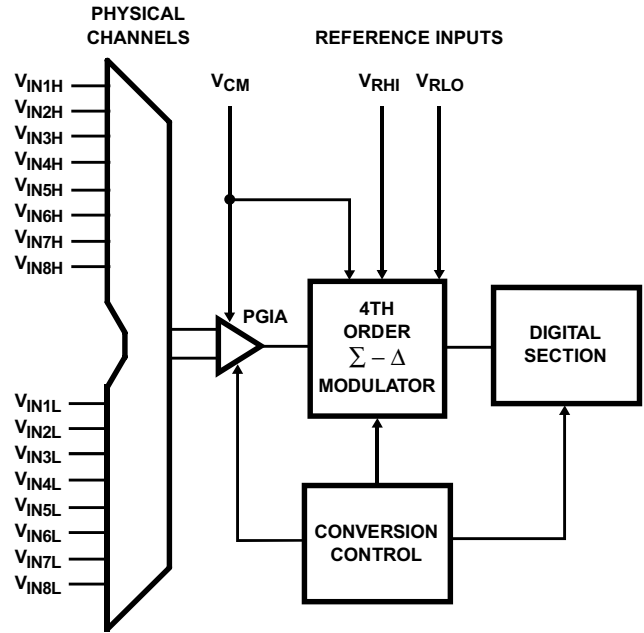 PHYSICAL
CHANNELS
REFERENCE INPUTS
VIN1H
VIN2H
VIN3H
VIN4H
VIN5H
VIN6H
VIN7H
VIN8H
VCM
VRHI
VRLO
PGIA
4TH
ORDER
Σ – Δ
MODULATOR
DIGITAL
SECTION
VIN1L
VIN2L
VIN3L
VIN4L
VIN5L
VIN6L
VIN7L
VIN8L
CONVERSION
CONTROL